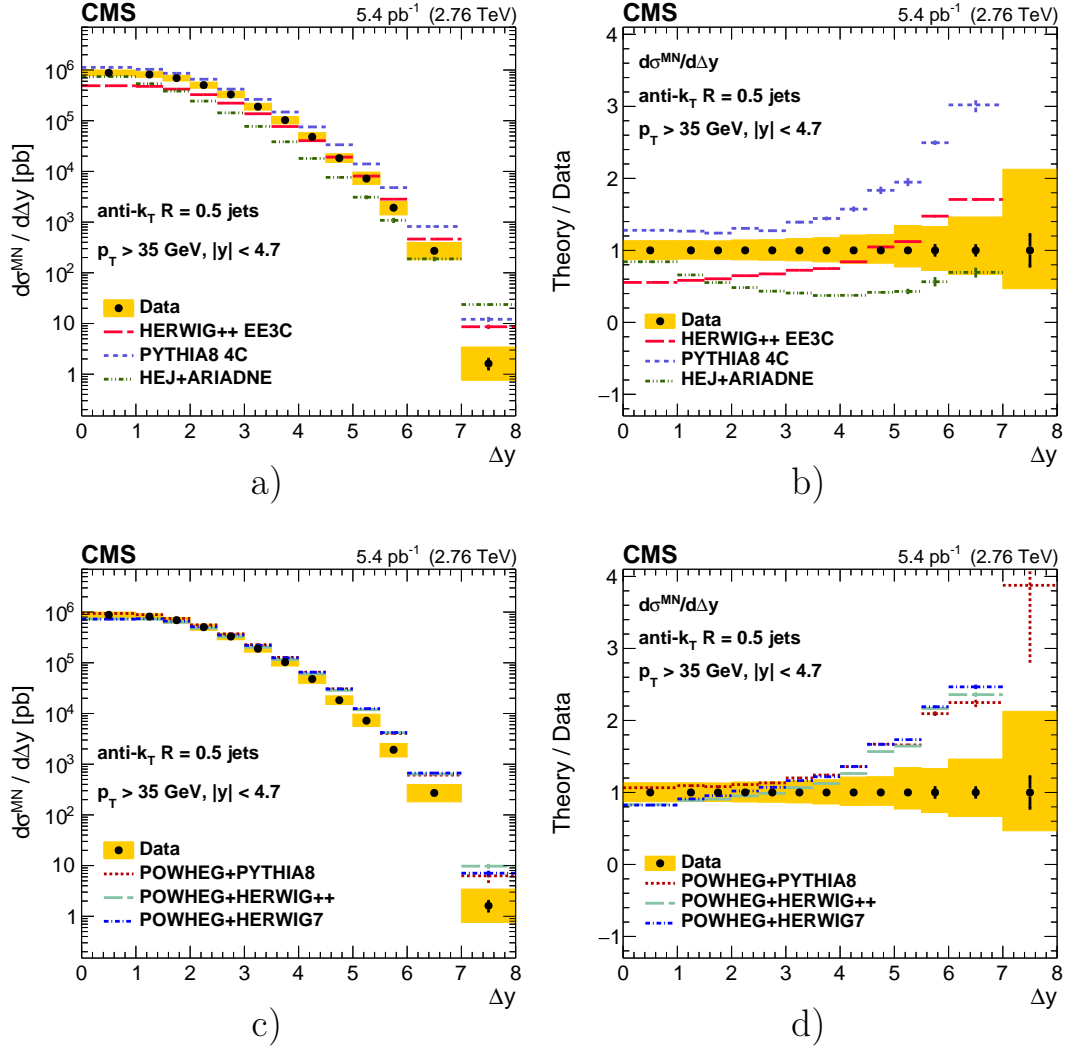 CMS 5.4 pb⁻¹ (2.76 TeV)
dσ^MN / dΔy [pb]
10⁶
10⁵
10⁴
10³
10²
10
1
anti-k_T R = 0.5 jets
p_T > 35 GeV, |y| < 4.7
Data
HERWIG++ EE3C
PYTHIA8 4C
HEJ+ARIADNE
0 1 2 3 4 5 6 7 8
Δy
a)
CMS 5.4 pb⁻¹ (2.76 TeV)
Theory / Data
4
3
2
1
0
−1
dσ^MN/dΔy
anti-k_T R = 0.5 jets
p_T > 35 GeV, |y| < 4.7
Data
HERWIG++ EE3C
PYTHIA8 4C
HEJ+ARIADNE
0 1 2 3 4 5 6 7 8
Δy
b)
CMS 5.4 pb⁻¹ (2.76 TeV)
dσ^MN / dΔy [pb]
10⁶
10⁵
10⁴
10³
10²
10
1
anti-k_T R = 0.5 jets
p_T > 35 GeV, |y| < 4.7
Data
POWHEG+PYTHIA8
POWHEG+HERWIG++
POWHEG+HERWIG7
0 1 2 3 4 5 6 7 8
Δy
c)
CMS 5.4 pb⁻¹ (2.76 TeV)
Theory / Data
4
3
2
1
0
−1
dσ^MN/dΔy
anti-k_T R = 0.5 jets
p_T > 35 GeV, |y| < 4.7
Data
POWHEG+PYTHIA8
POWHEG+HERWIG++
POWHEG+HERWIG7
0 1 2 3 4 5 6 7 8
Δy
d)